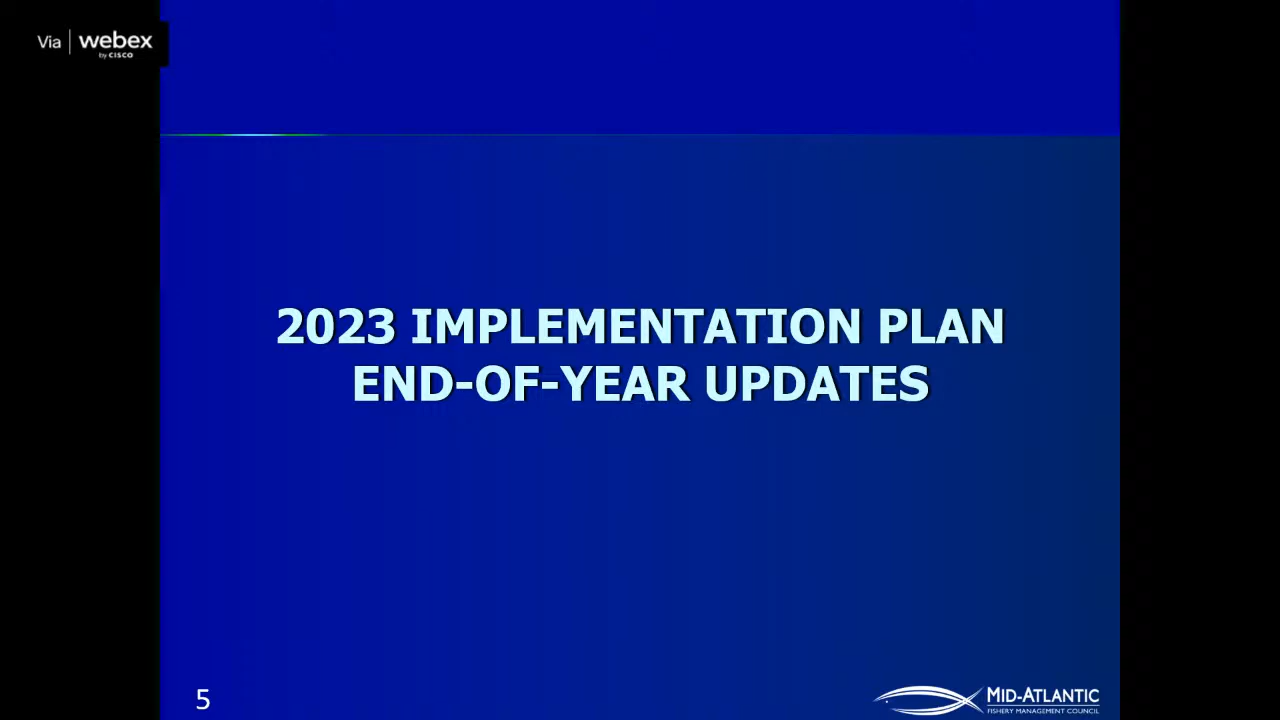 Via webex
by CISCO
2023 IMPLEMENTATION PLAN
END-OF-YEAR UPDATES
5
MID-ATLANTIC
FISHERY MANAGEMENT COUNCIL